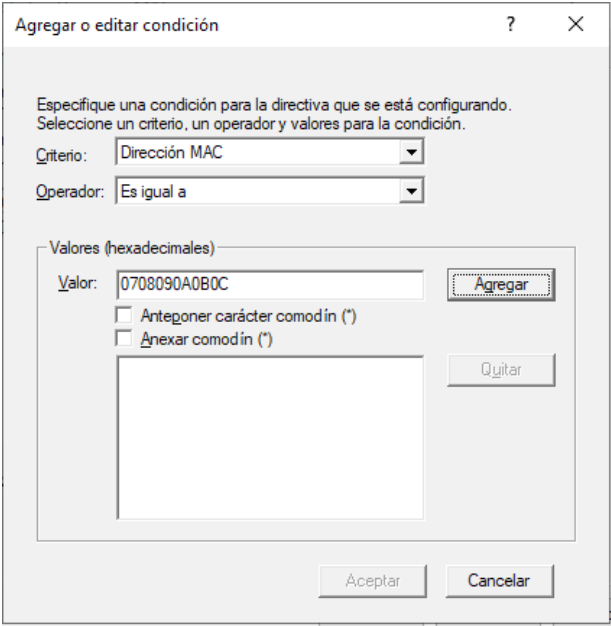 Agregar o editar condición
?
Especifique una condición para la directiva que se está configurando.
Seleccione un criterio, un operador y valores para la condición.
Criterio: Dirección MAC
Operador: Es igual a
Valores (hexadecimales)
Valor: 0708090A0B0C Agregar
Anteponer carácter comodín (*)
Anexar comodín (*)
Quitar
Aceptar Cancelar